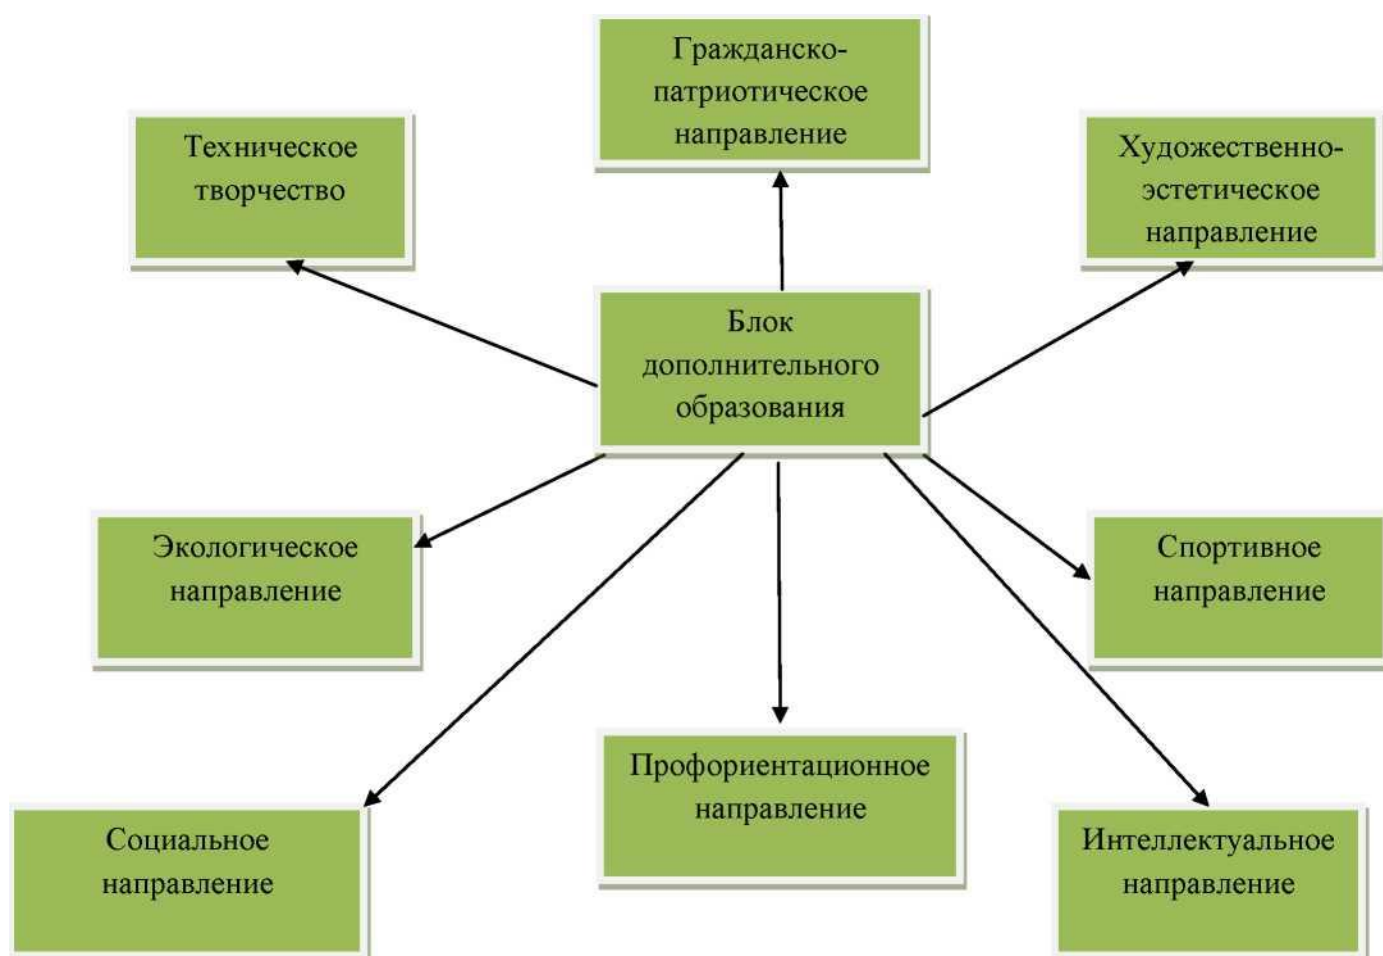 Гражданско-
патриотическое
направление
Техническое
творчество
Художественно-
эстетическое
направление
Блок
дополнительного
образования
Экологическое
направление
Спортивное
направление
Профориентационное
направление
Социальное
направление
Интеллектуальное
направление